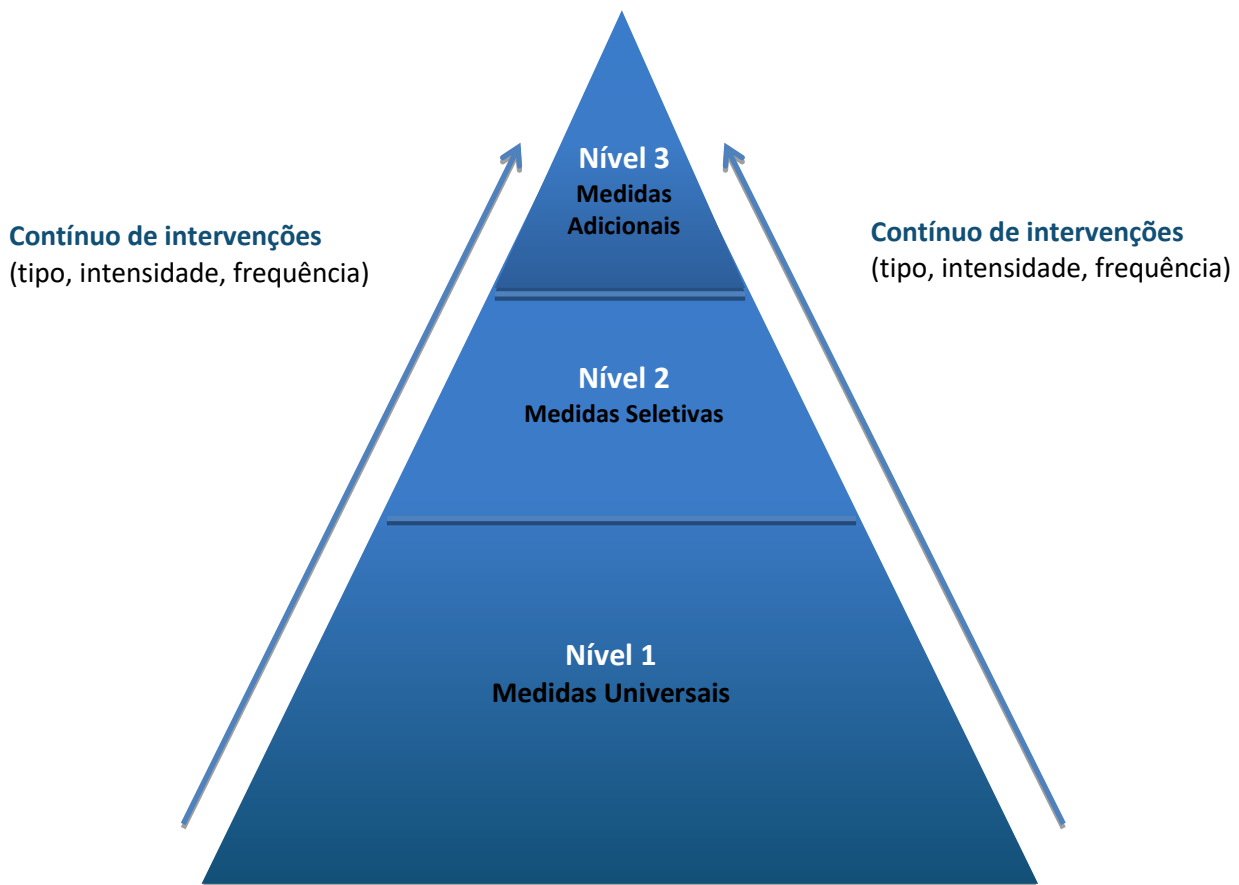 Nível 3
Medidas
Adicionais
Contínuo de intervenções
(tipo, intensidade, frequência)
Contínuo de intervenções
(tipo, intensidade, frequência)
Nível 2
Medidas Seletivas
Nível 1
Medidas Universais